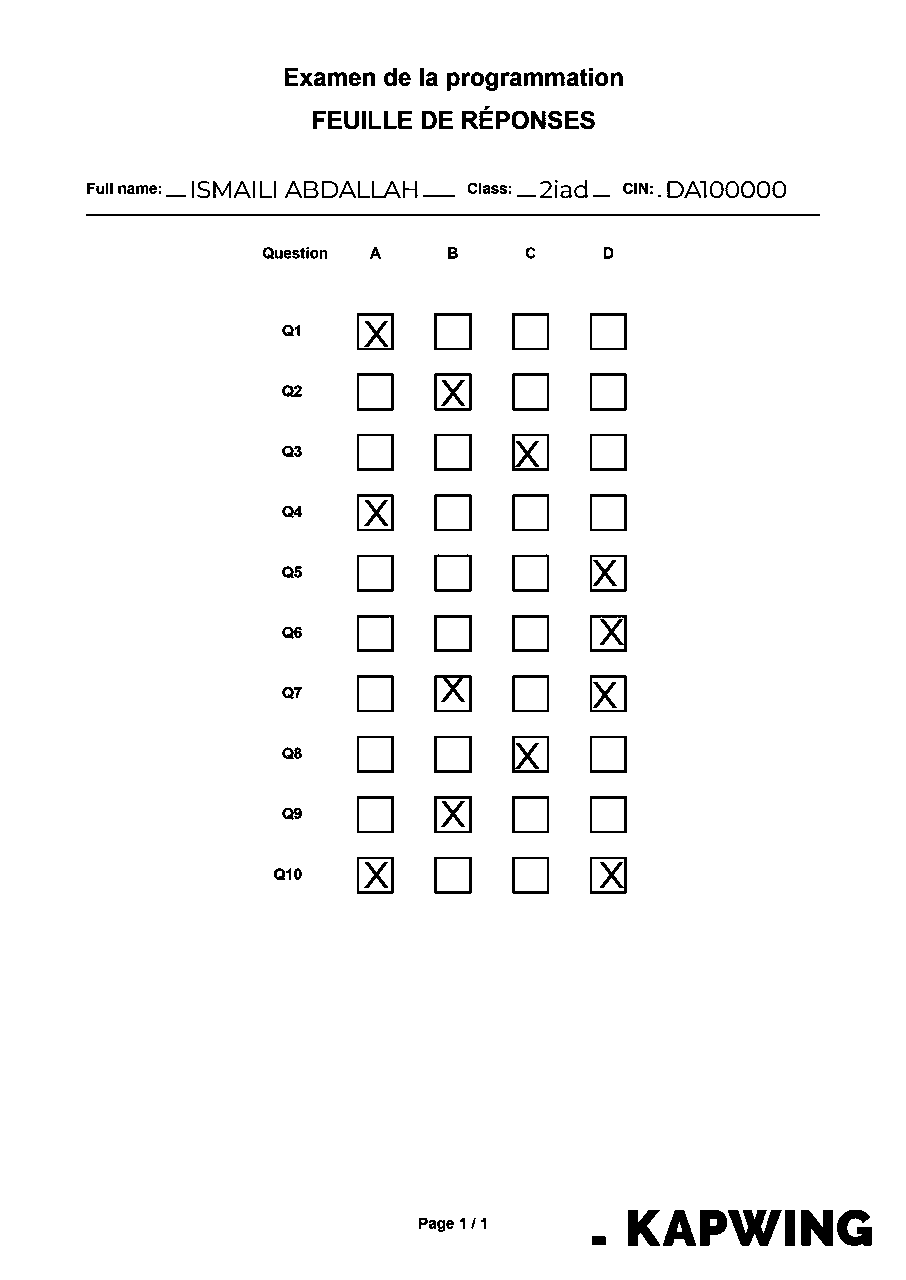 Examen de la programmation
FEUILLE DE RÉPONSES
Full name: ISMAILI ABDALLAH Class: 2iad CIN: DA100000
Question A B C D
Q1 X
Q2 X
Q3 X
Q4 X
Q5 X
Q6 X
Q7 X X
Q8 X
Q9 X
Q10 X X
Page 1 / 1
KAPWING